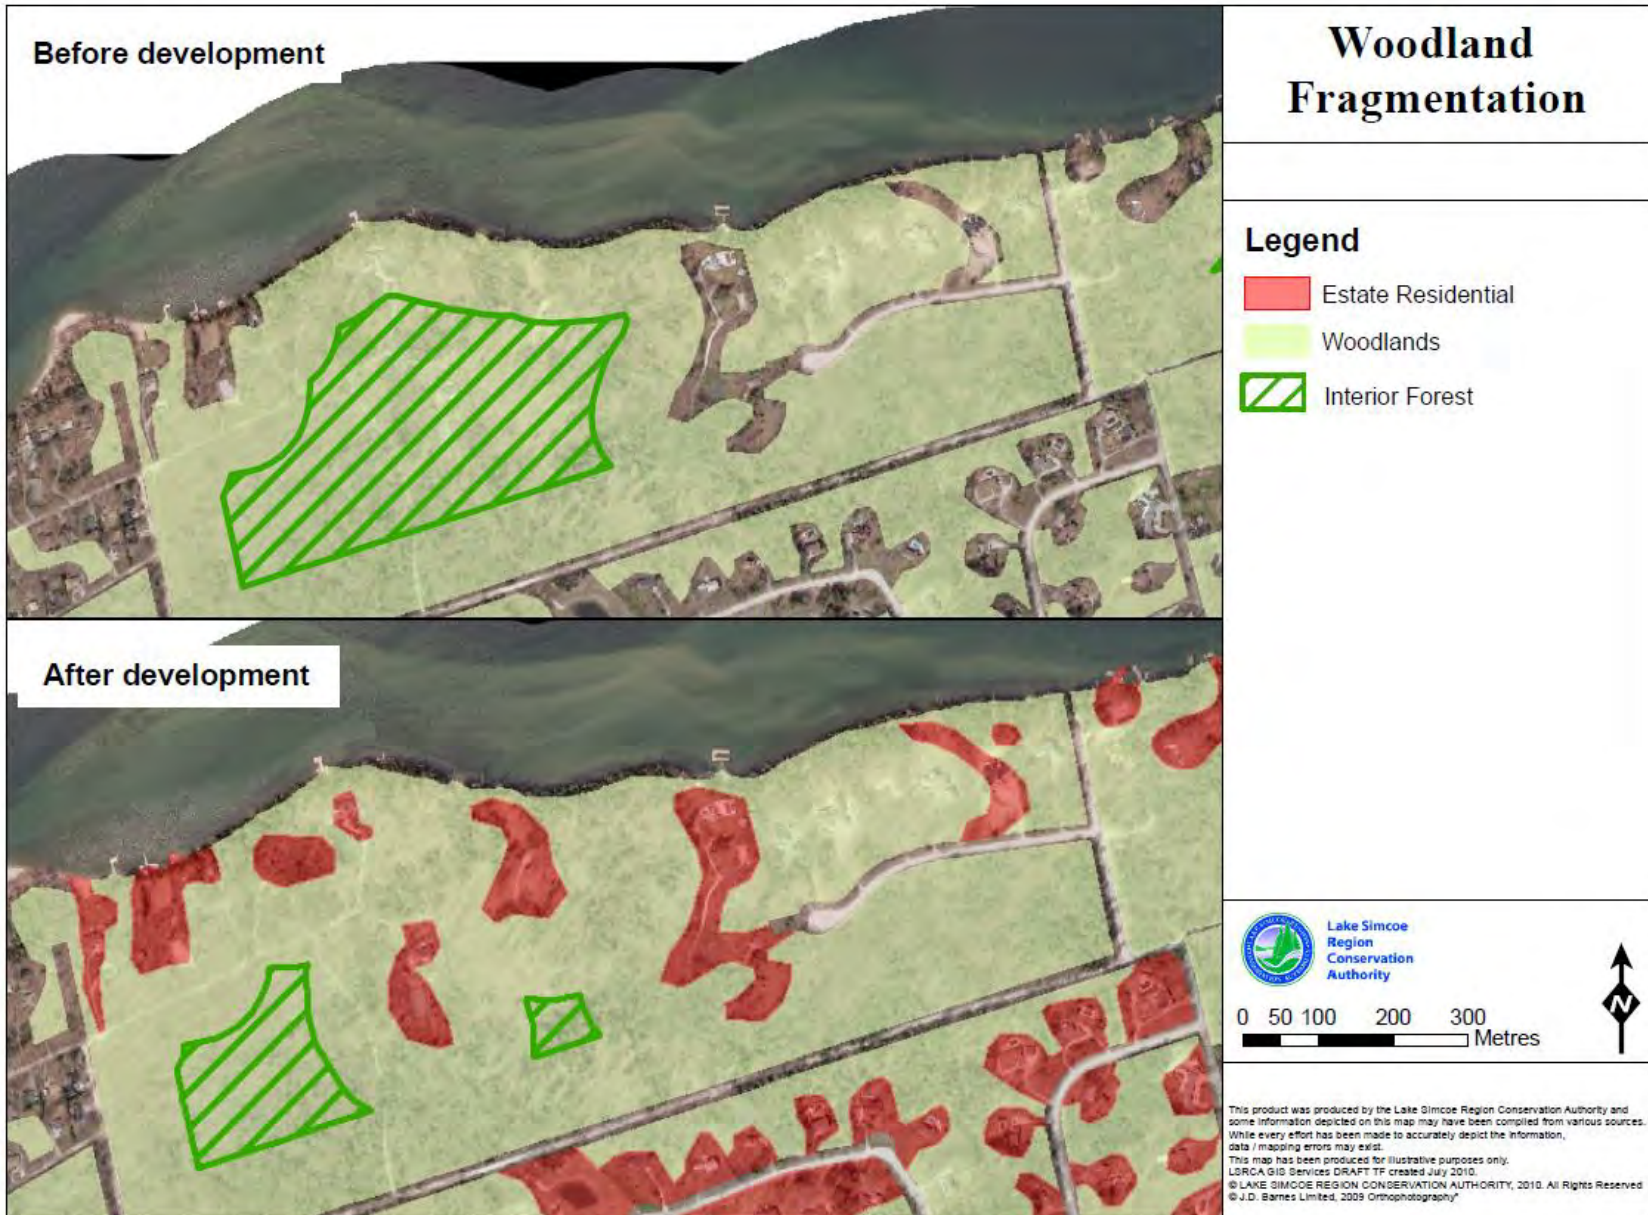 Before development
After development
Woodland
Fragmentation
Legend
Estate Residential
Woodlands
Interior Forest
Lake Simcoe
Region
Conservation
Authority
0 50 100 200 300
Metres
N
This product was produced by the Lake Simcoe Region Conservation Authority and
some information depicted on this map may have been compiled from various sources.
While every effort has been made to accurately depict the information,
data / mapping errors may exist.
This map has been produced for illustrative purposes only.
LSRCA GIS Services DRAFT TF created July 2010.
© LAKE SIMCOE REGION CONSERVATION AUTHORITY, 2010. All Rights Reserved
© J.D. Barnes Limited, 2009 Orthophotography"